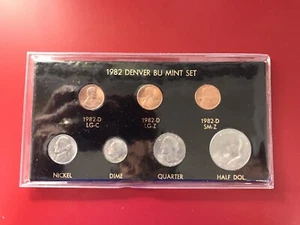 1982 DENVER BU MINT SET
1982-D 1982-D 1982-D
LG-C LG-Z SM-Z
NICKEL DIME QUARTER HALF DOL.